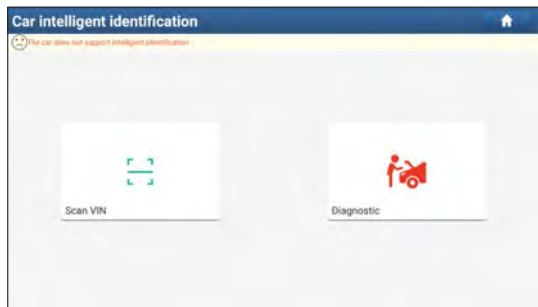 Car intelligent identification
The car does not support intelligent identification
Scan VIN
Diagnostic